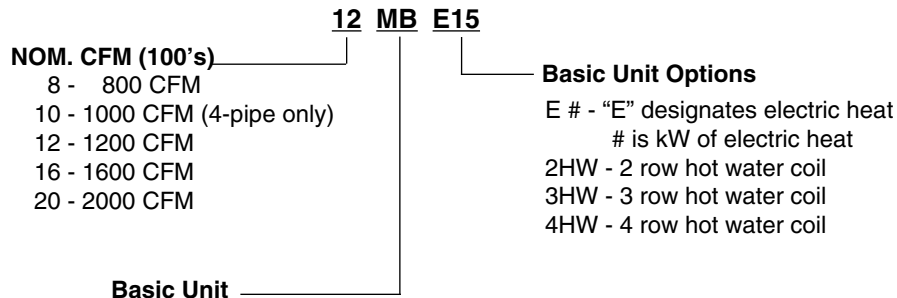 12 MB E15
NOM. CFM (100's)
8 - 800 CFM
10 - 1000 CFM (4-pipe only)
12 - 1200 CFM
16 - 1600 CFM
20 - 2000 CFM
Basic Unit Options
E # - “E” designates electric heat
# is kW of electric heat
2HW - 2 row hot water coil
3HW - 3 row hot water coil
4HW - 4 row hot water coil
Basic Unit